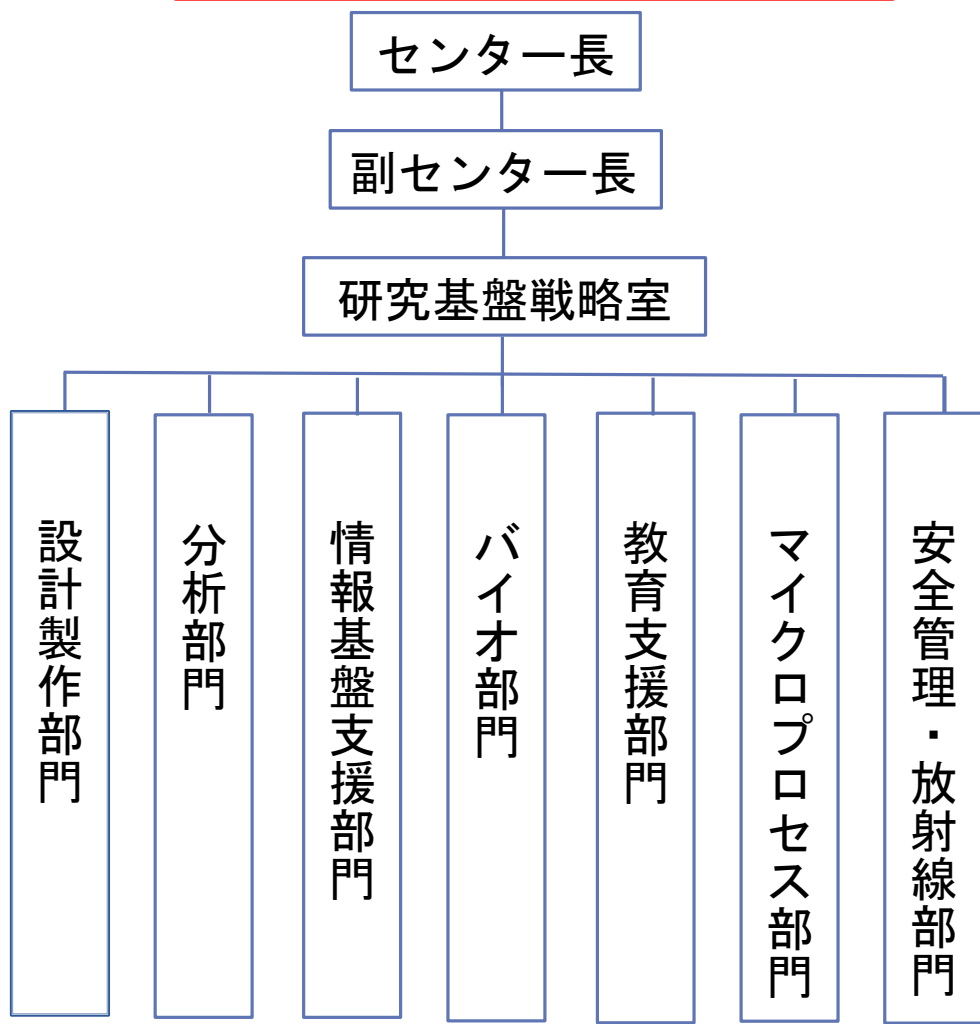 センター長
副センター長
研究基盤戦略室
設計製作部門
分析部門
情報基盤支援部門
バイオ部門
教育支援部門
マイクロプロセス部門
安全管理・放射線部門